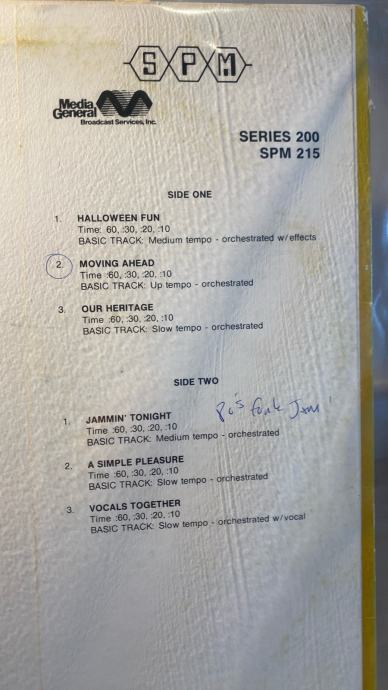 SPM
Media
General
Broadcast Services, Inc.
SERIES 200
SPM 215
SIDE ONE
1. HALLOWEEN FUN
Time: 60, :30, :20, :10
BASIC TRACK: Medium tempo - orchestrated w/effects
2. MOVING AHEAD
Time :60, :30, :20, :10
BASIC TRACK: Up tempo - orchestrated
3. OUR HERITAGE
Time :60, :30, :20, :10
BASIC TRACK: Slow tempo - orchestrated
SIDE TWO
80's funk Jam!
1. JAMMIN' TONIGHT
Time :60, :30, :20, :10
BASIC TRACK: Medium tempo - orchestrated
2. A SIMPLE PLEASURE
Time :60, :30, :20, :10
BASIC TRACK: Slow tempo - orchestrated
3. VOCALS TOGETHER
Time :60, :30, :20, :10
BASIC TRACK: Slow tempo - orchestrated w/vocal